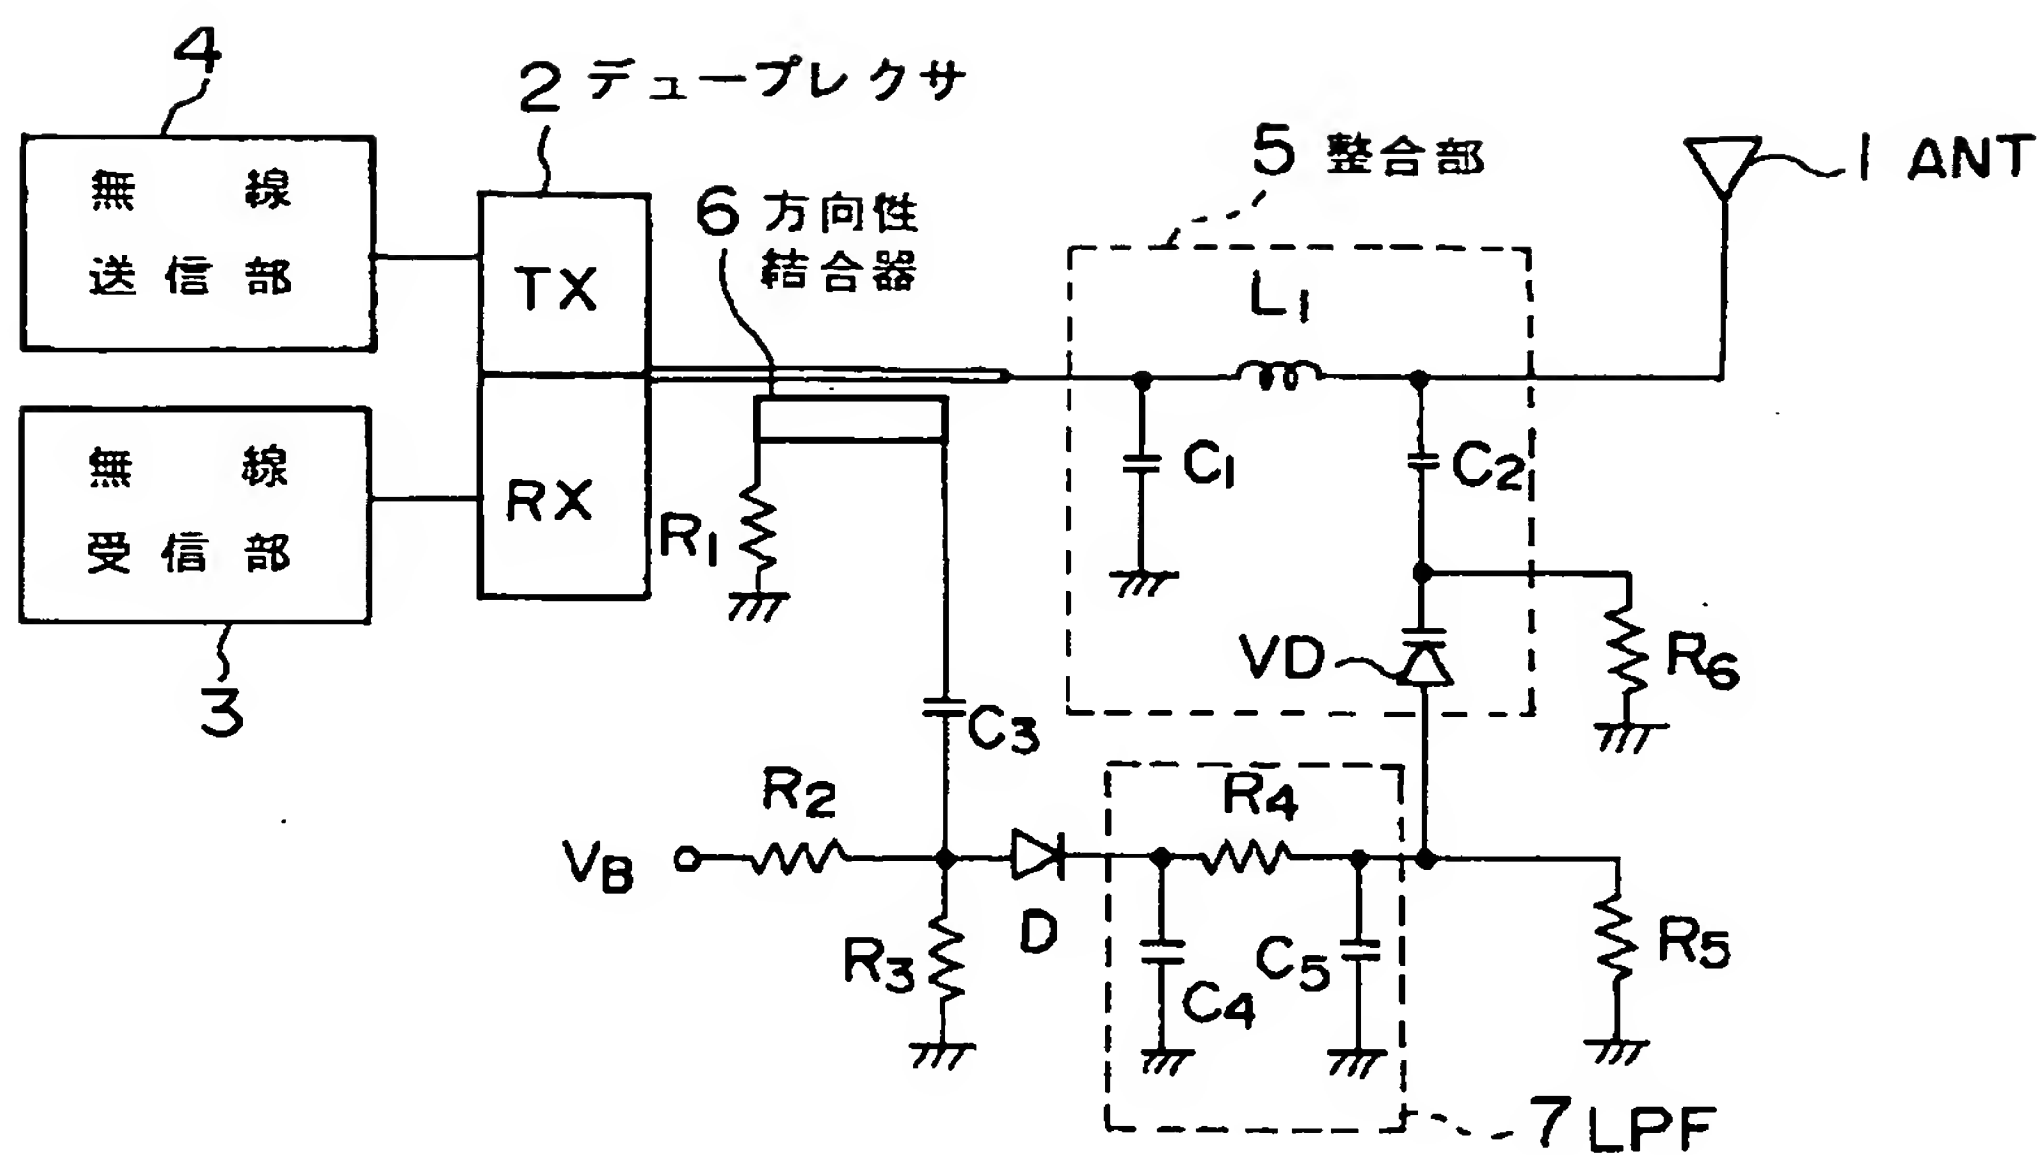 4
2 デュープレクサ
5 整合部
1 ANT
無線
送信部
6 方向性
結合器
TX
L1
無線
受信部
RX
R1
C1
C2
3
VD
R6
C3
R2
R4
VB
D
R3
C4
C5
R5
7 LPF